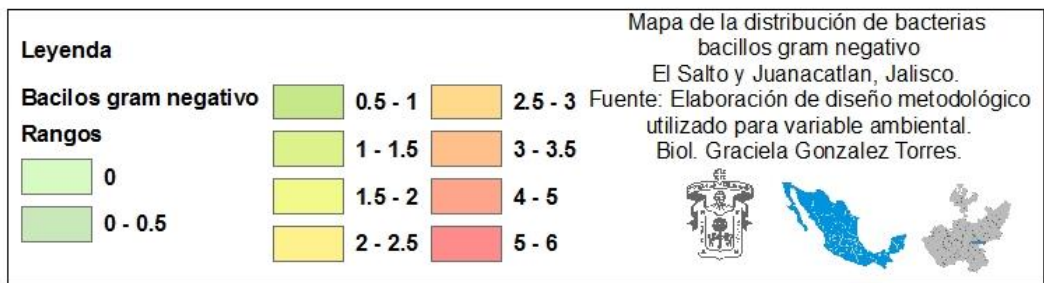 Leyenda
Bacilos gram negativo
Rangos
0
0 - 0.5
0.5 - 1
1 - 1.5
1.5 - 2
2 - 2.5
2.5 - 3
3 - 3.5
4 - 5
5 - 6
Mapa de la distribución de bacterias
bacillos gram negativo
El Salto y Juanacatlan, Jalisco.
Fuente: Elaboración de diseño metodológico
utilizado para variable ambiental.
Biol. Graciela Gonzalez Torres.